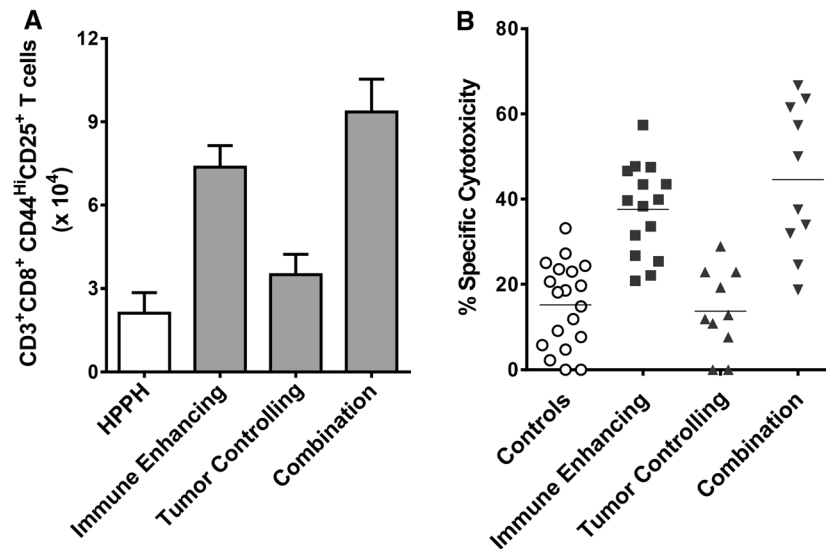 A
CD3⁺CD8⁺ CD44ᴴⁱCD25⁺ T cells
(x 10⁴)
12
9
6
3
0
HPPH
Immune Enhancing
Tumor Controlling
Combination
B
% Specific Cytotoxicity
80
60
40
20
0
Controls
Immune Enhancing
Tumor Controlling
Combination